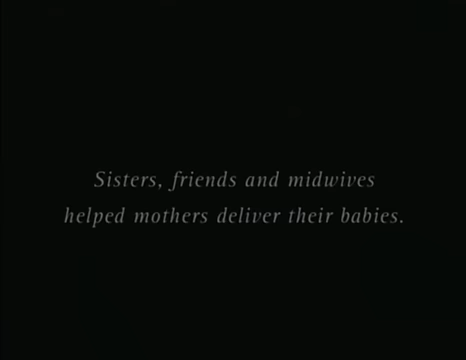 Sisters, friends and midwives
helped mothers deliver their babies.